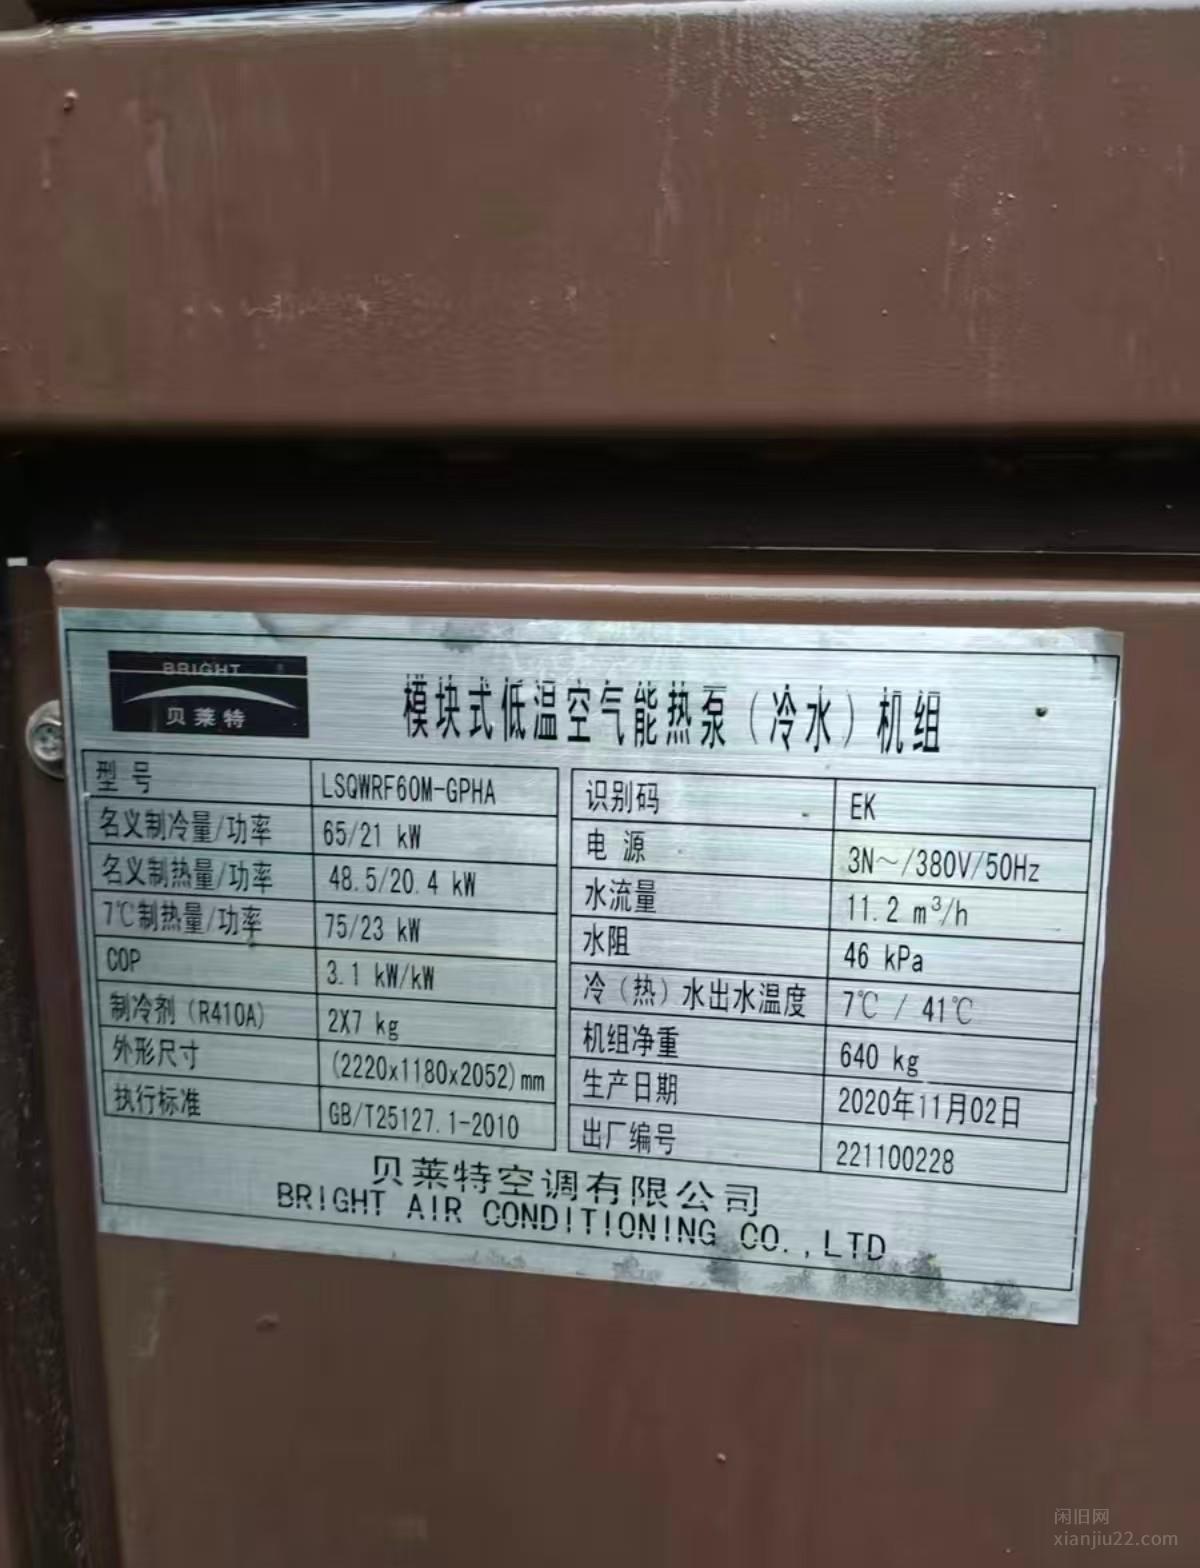 BRIGHT
贝莱特
模块式低温空气能热泵（冷水）机组
型号 LSQWRF60M-GPHA
名义制冷量/功率 65/21 kW
名义制热量/功率 48.5/20.4 kW
7℃制热量/功率 75/23 kW
COP 3.1 kW/kW
制冷剂（R410A） 2X7 kg
外形尺寸 (2220x1180x2052)mm
执行标准 GB/T25127.1-2010
识别码 EK
电源 3N～/380V/50Hz
水流量 11.2 m³/h
水阻 46 kPa
冷（热）水出水温度 7℃ / 41℃
机组净重 640 kg
生产日期 2020年11月02日
出厂编号 221100228
贝莱特空调有限公司
BRIGHT AIR CONDITIONING CO.,LTD
闲旧网
xianjiu22.com